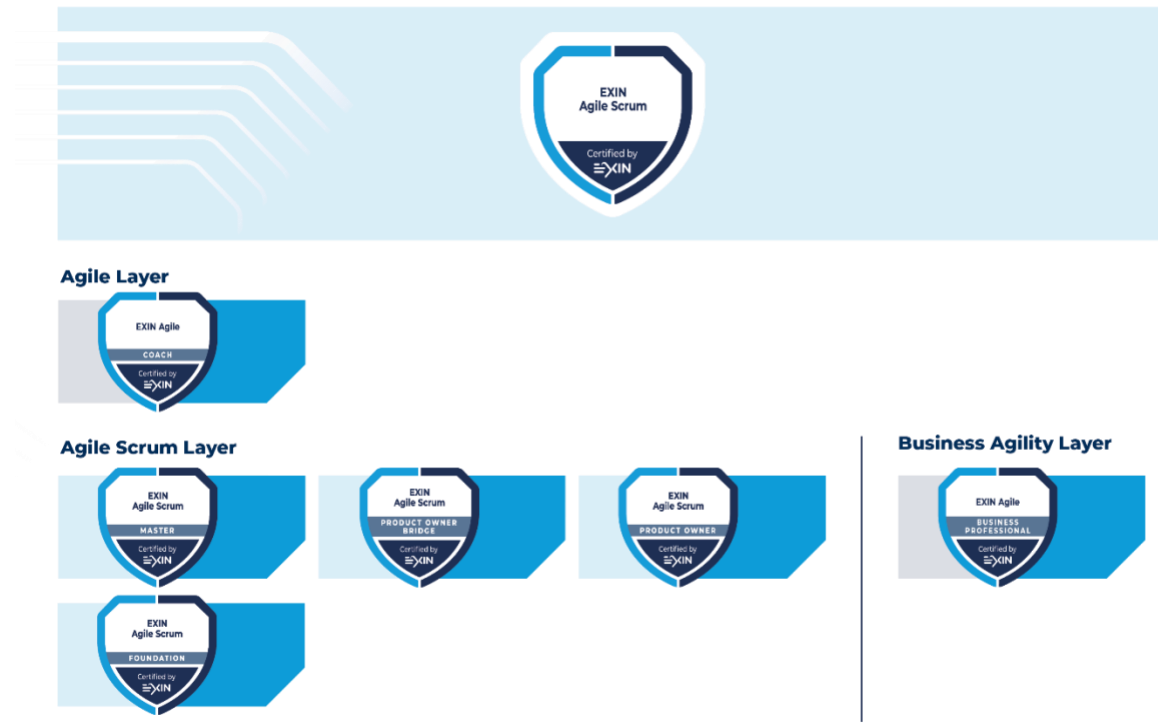 EXIN
Agile Scrum
Certified by
EXIN
Agile Layer
EXIN Agile
COACH
Certified by
EXIN
Agile Scrum Layer
EXIN
Agile Scrum
MASTER
Certified by
EXIN
EXIN
Agile Scrum
PRODUCT OWNER
BRIDGE
Certified by
EXIN
EXIN
Agile Scrum
PRODUCT OWNER
Certified by
EXIN
EXIN
Agile Scrum
FOUNDATION
Certified by
EXIN
Business Agility Layer
EXIN Agile
BUSINESS
PROFESSIONAL
Certified by
EXIN